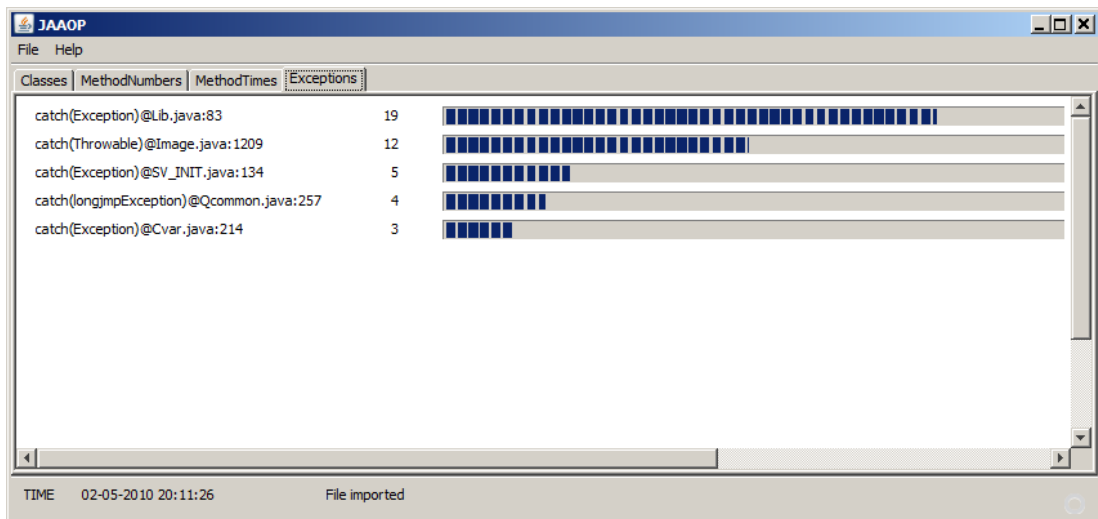 JAAOP
File Help
Classes MethodNumbers MethodTimes Exceptions
catch(Exception)@Lib.java:83 19
catch(Throwable)@Image.java:1209 12
catch(Exception)@SV_INIT.java:134 5
catch(longjmpException)@Qcommon.java:257 4
catch(Exception)@Cvar.java:214 3
TIME 02-05-2010 20:11:26 File imported